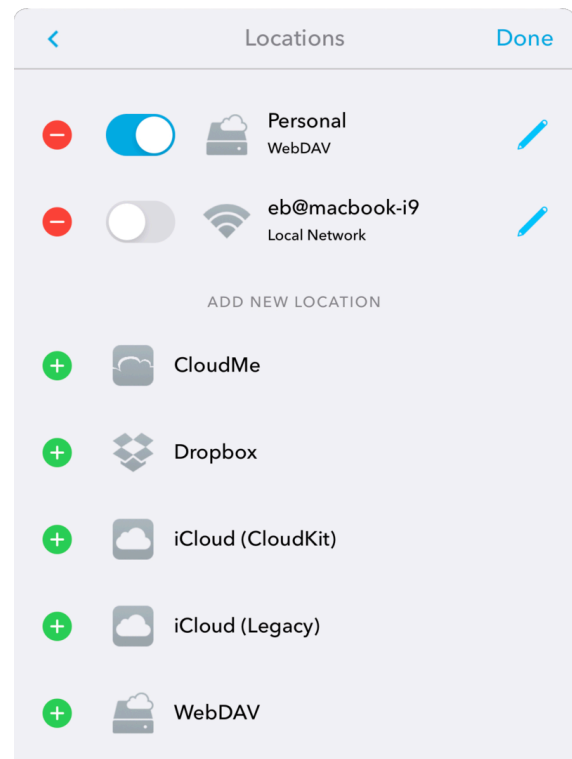 Locations
Done
Personal
WebDAV
eb@macbook-i9
Local Network
ADD NEW LOCATION
CloudMe
Dropbox
iCloud (CloudKit)
iCloud (Legacy)
WebDAV